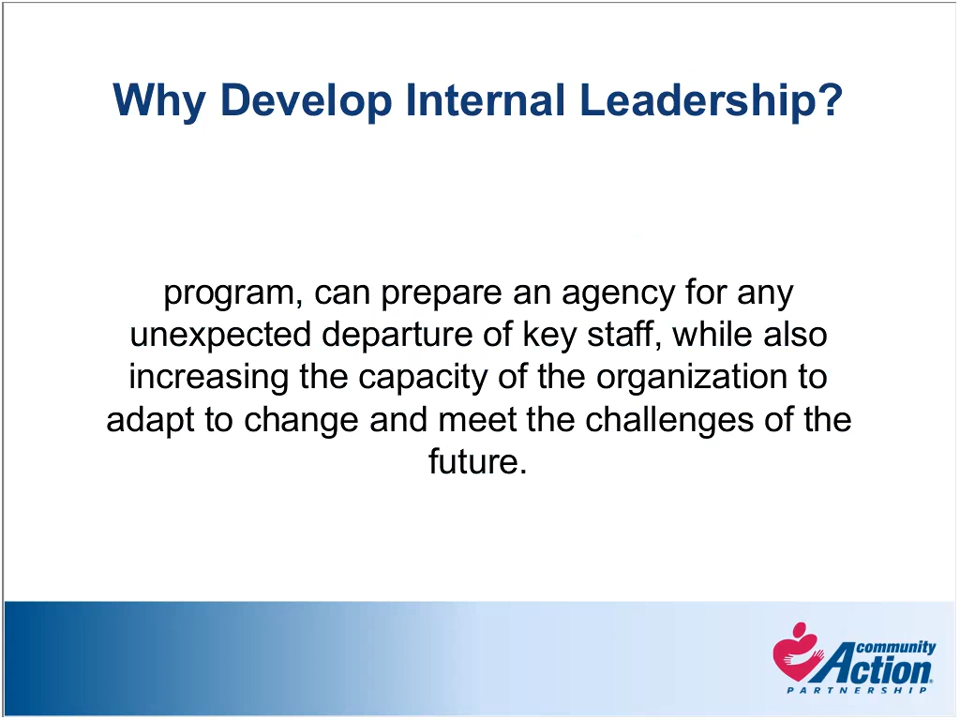 Why Develop Internal Leadership?
program, can prepare an agency for any
unexpected departure of key staff, while also
increasing the capacity of the organization to
adapt to change and meet the challenges of the
future.
community
Action®
PARTNERSHIP